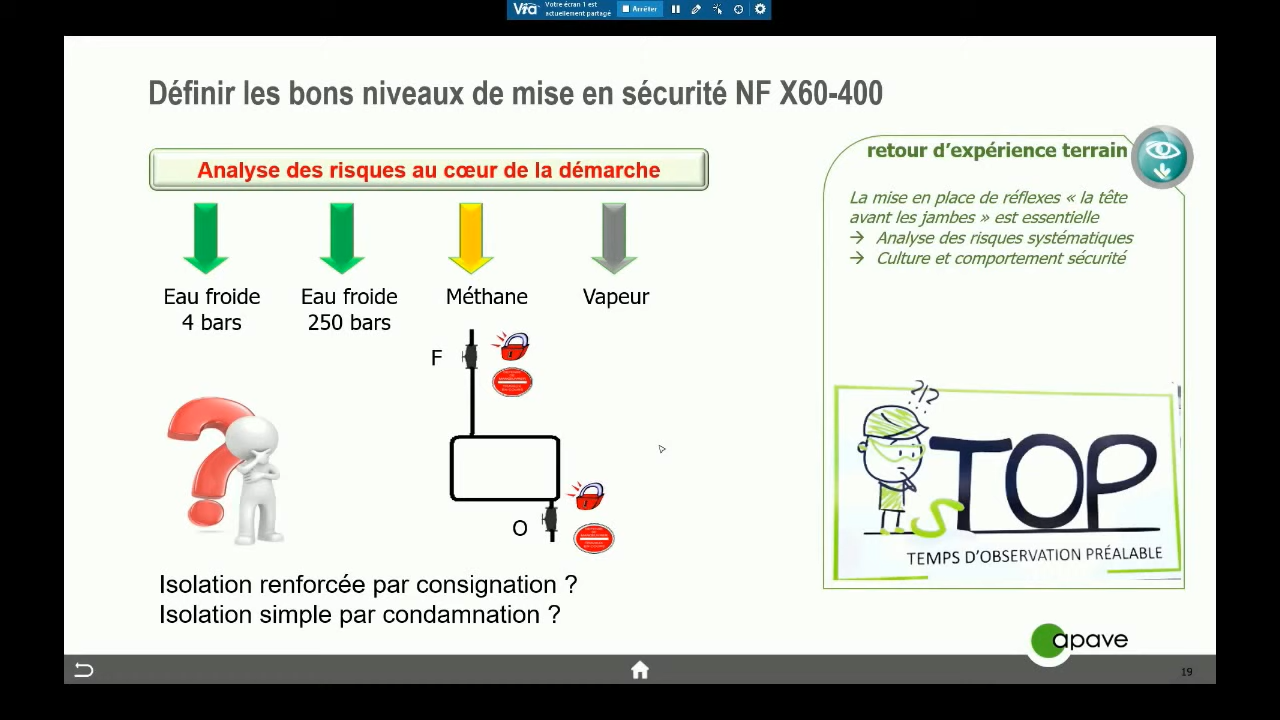 Vra
Votre écran 1 est
actuellement partagé
Arrêter
Définir les bons niveaux de mise en sécurité NF X60-400
Analyse des risques au cœur de la démarche
Eau froide
4 bars
Eau froide
250 bars
Méthane
Vapeur
F
O
Isolation renforcée par consignation ?
Isolation simple par condamnation ?
retour d’expérience terrain
La mise en place de réflexes « la tête
avant les jambes » est essentielle
→ Analyse des risques systématiques
→ Culture et comportement sécurité
?!?
sTOP
TEMPS D'OBSERVATION PRÉALABLE
apave
19